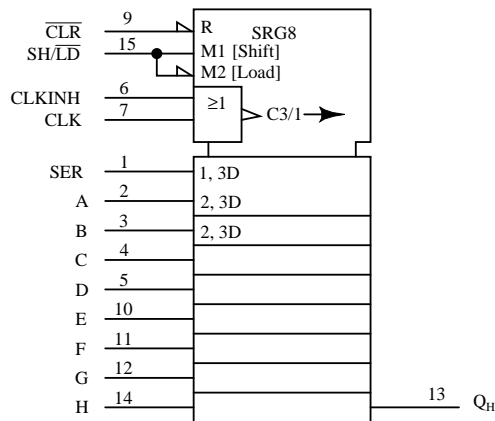 9
CLR
R
SRG8
15
SH/LD
M1 [Shift]
M2 [Load]
6
CLKINH
≥1
7
CLK
C3/1
1
SER
1, 3D
2
A
2, 3D
3
B
2, 3D
4
C
5
D
10
E
11
F
12
G
14
H
13
QH